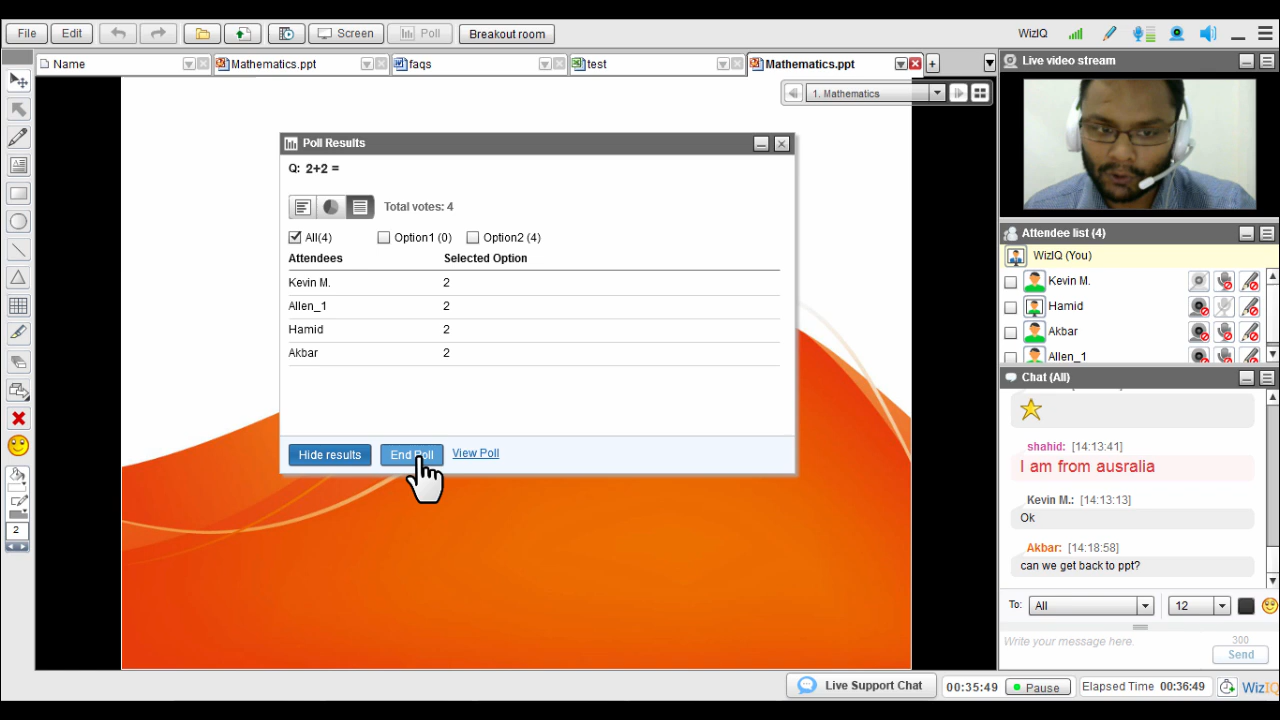 File Edit Screen Poll Breakout room WizIQ
Name Mathematics.ppt faqs test Mathematics.ppt +
1. Mathematics
Live video stream
Poll Results
Q: 2+2 =
Total votes: 4
All(4) Option1 (0) Option2 (4)
Attendees Selected Option
Kevin M. 2
Allen_1 2
Hamid 2
Akbar 2
Hide results End Poll View Poll
2
Attendee list (4)
WizIQ (You)
Kevin M.
Hamid
Akbar
Allen_1
Chat (All)
shahid: [14:13:41]
I am from ausralia
Kevin M.: [14:13:13]
Ok
Akbar: [14:18:58]
can we get back to ppt?
To: All 12
Write your message here. 300
Send
Live Support Chat 00:35:49 Pause Elapsed Time 00:36:49 WizIQ